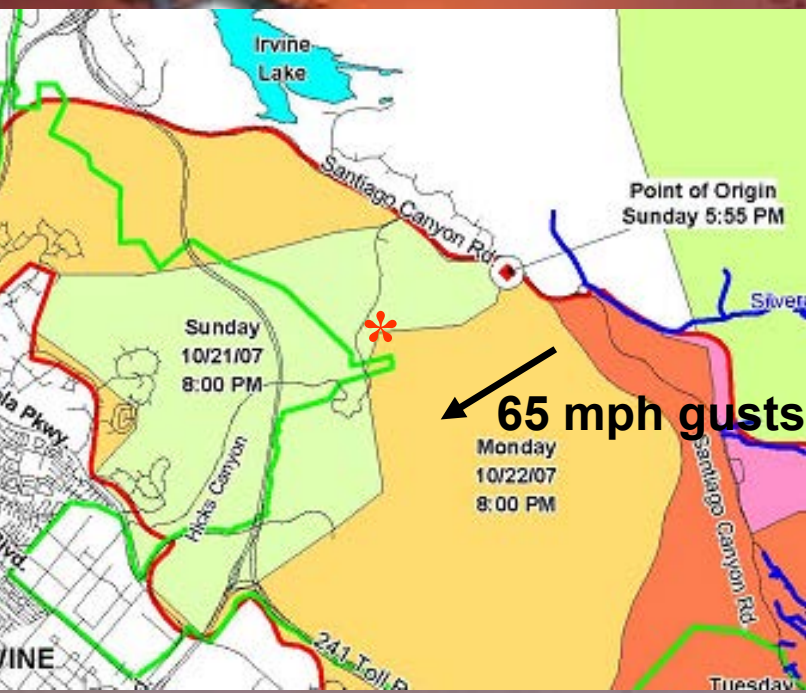 Irvine
Lake
Santiago Canyon Rd
Point of Origin
Sunday 5:55 PM
Sunday
10/21/07
8:00 PM
*
65 mph gusts
Monday
10/22/07
8:00 PM
Pkwy.
Hicks Canyon
Santiago Canyon Rd
Blvd.
241 Toll
Tuesday